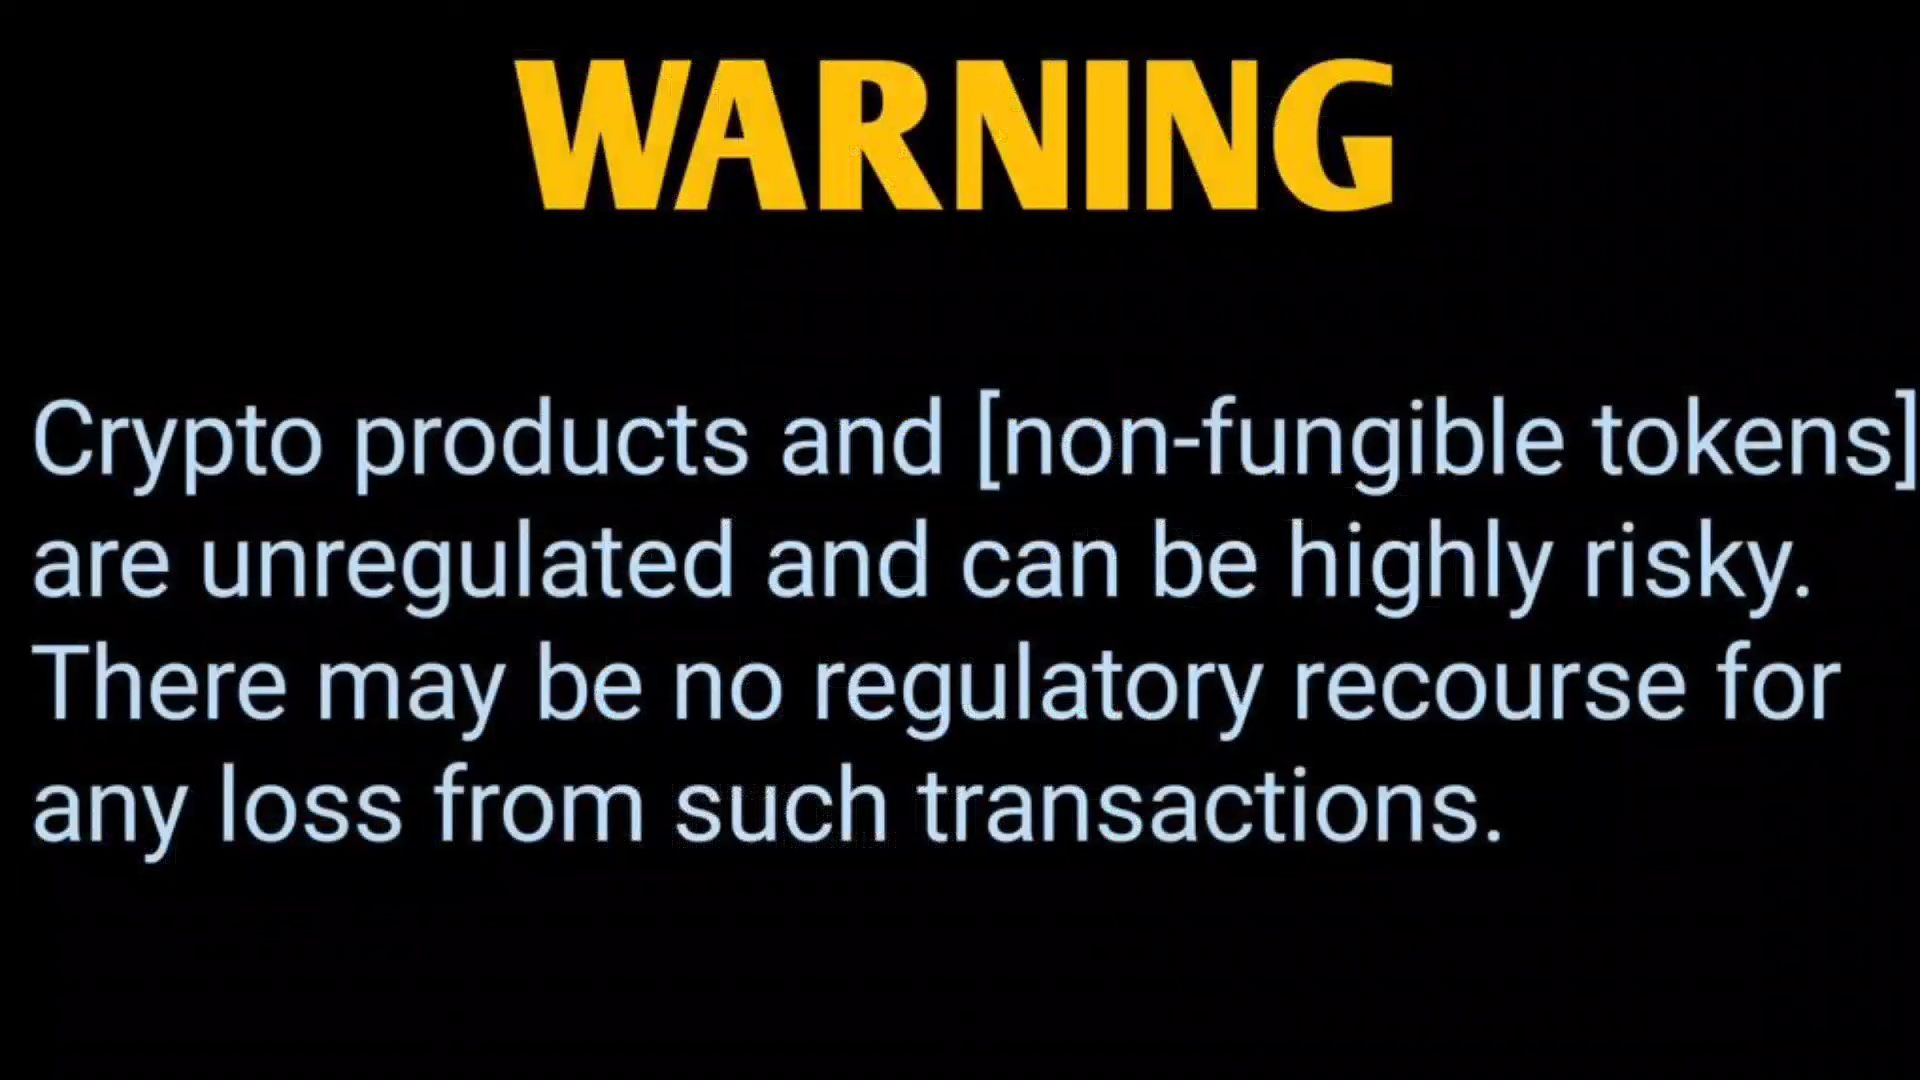 WARNING
Crypto products and [non-fungible tokens]
are unregulated and can be highly risky.
There may be no regulatory recourse for
any loss from such transactions.